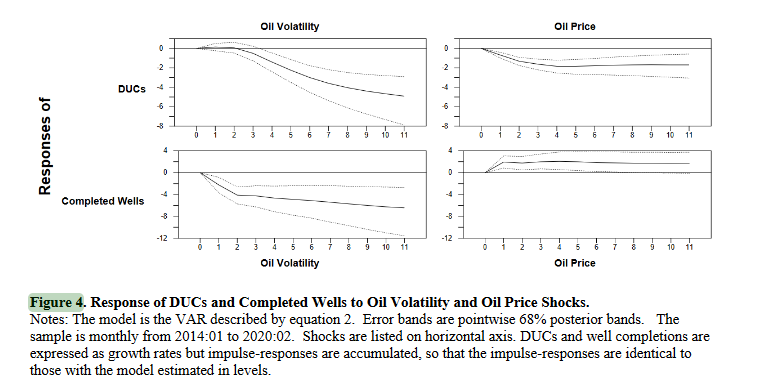 Oil Volatility
Oil Price
0
-2
-4
-6
-8
0 1 2 3 4 5 6 7 8 9 10 11
0
-2
-4
-6
-8
0 1 2 3 4 5 6 7 8 9 10 11
DUCs
Responses of
4
0
-4
-8
-12
0 1 2 3 4 5 6 7 8 9 10 11
4
0
-4
-8
-12
0 1 2 3 4 5 6 7 8 9 10 11
Completed Wells
Oil Volatility
Oil Price
Figure 4. Response of DUCs and Completed Wells to Oil Volatility and Oil Price Shocks.
Notes: The model is the VAR described by equation 2. Error bands are pointwise 68% posterior bands. The
sample is monthly from 2014:01 to 2020:02. Shocks are listed on horizontal axis. DUCs and well completions are
expressed as growth rates but impulse-responses are accumulated, so that the impulse-responses are identical to
those with the model estimated in levels.